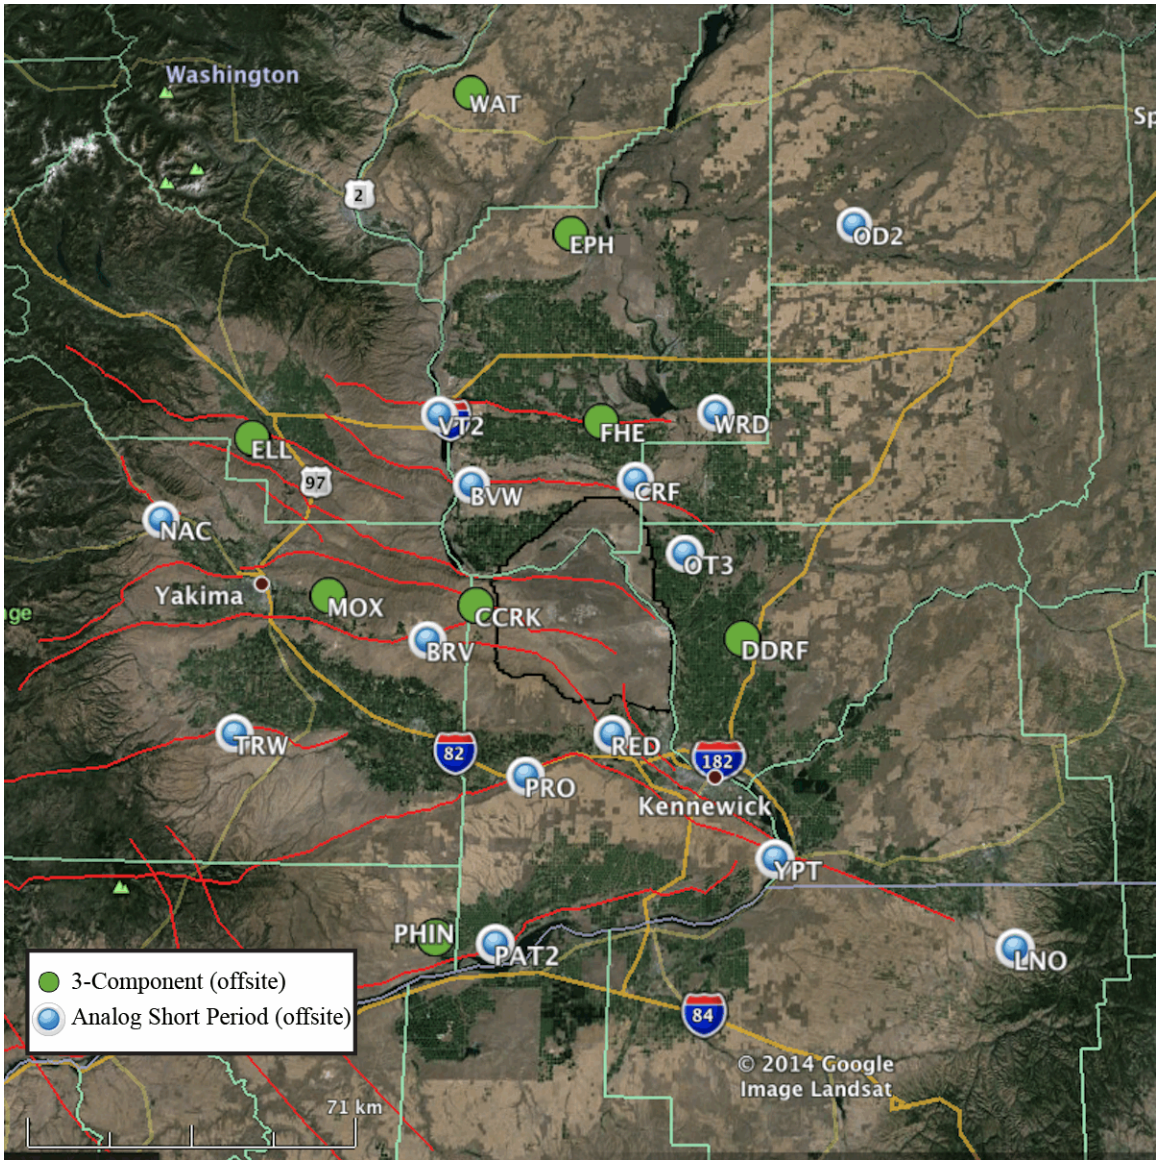 Washington
WAT
Sp
2
EPH
OD2
VT2
FHE
WRD
ELL
97
BVW
CRF
NAC
OT3
Yakima
MOX
CCRK
nge
BRV
DDRF
TRW
RED
82
182
PRO
Kennewick
YPT
PHIN
PAT2
LNO
3-Component (offsite)
Analog Short Period (offsite)
84
© 2014 Google
Image Landsat
71 km